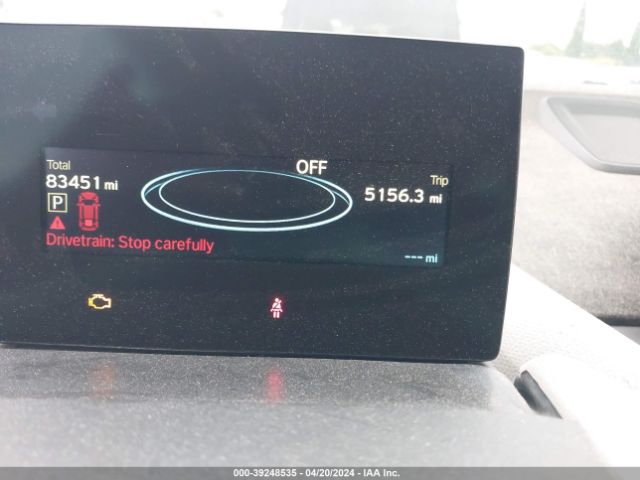 OFF
Total
Trip
83451 mi
5156.3 mi
P
Drivetrain: Stop carefully
--- mi
000-39248535 - 04/20/2024 - IAA Inc.